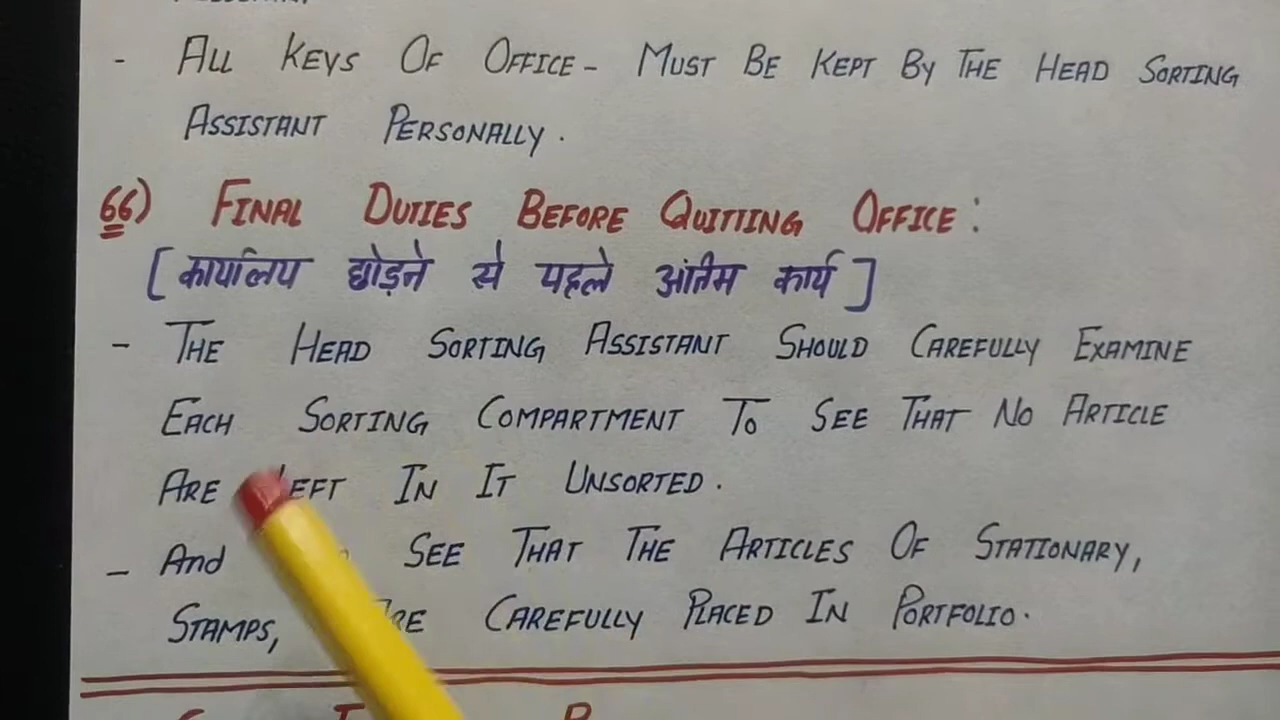 - ALL KEYS OF OFFICE - MUST BE KEPT BY THE HEAD SORTING
ASSISTANT PERSONALLY.
66) FINAL DUTIES BEFORE QUITTING OFFICE:
[कार्यालय छोड़ने से पहले अंतिम कार्य]
- THE HEAD SORTING ASSISTANT SHOULD CAREFULLY EXAMINE
EACH SORTING COMPARTMENT TO SEE THAT NO ARTICLE
ARE LEFT IN IT UNSORTED.
- And SEE THAT THE ARTICLES OF STATIONARY,
STAMPS, ARE CAREFULLY PLACED IN PORTFOLIO.